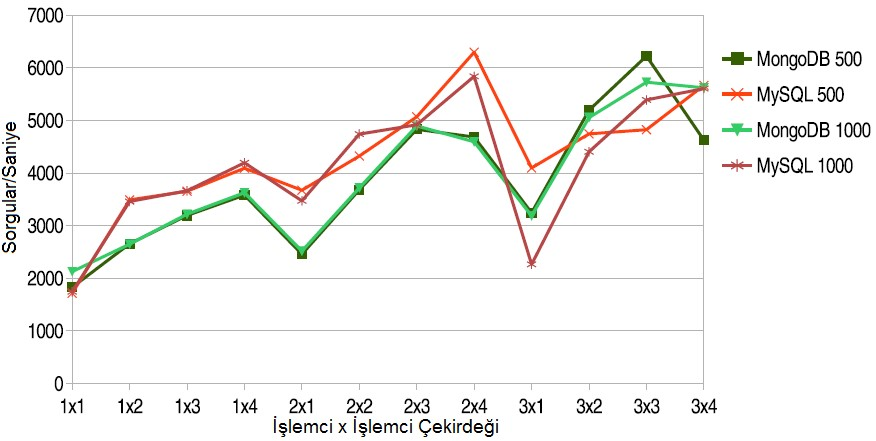 7000
6000
5000
4000
3000
2000
1000
0
Sorgular/Saniye
1x1 1x2 1x3 1x4 2x1 2x2 2x3 2x4 3x1 3x2 3x3 3x4
İşlemci x İşlemci Çekirdeği
MongoDB 500
MySQL 500
MongoDB 1000
MySQL 1000